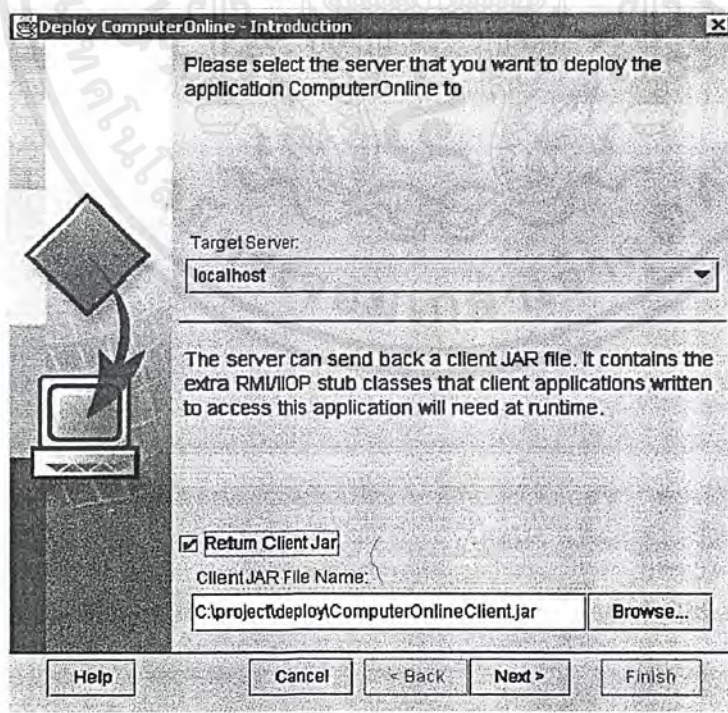 Deploy ComputerOnline - Introduction
Please select the server that you want to deploy the
application ComputerOnline to
Target Server:
localhost
The server can send back a client JAR file. It contains the
extra RMI/IIOP stub classes that client applications written
to access this application will need at runtime.
Return Client Jar
Client JAR File Name:
C:\project\deploy\ComputerOnlineClient.jar
Browse...
Help
Cancel
< Back
Next >
Finish